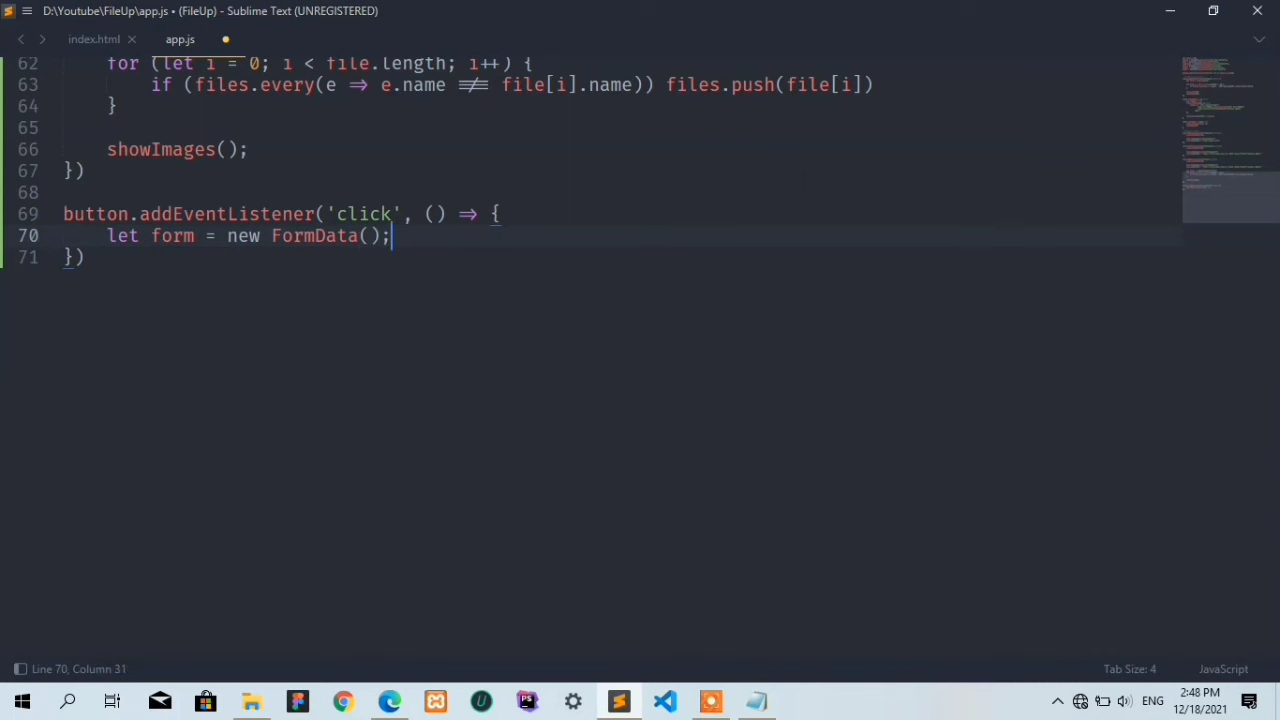 D:\Youtube\FileUp\app.js • (FileUp) - Sublime Text (UNREGISTERED)
index.html
app.js
62 for (let i = 0; i < file.length; i++) {
63 if (files.every(e => e.name !== file[i].name)) files.push(file[i])
64 }
65
66 showImages();
67 })
68
69 button.addEventListener('click', () => {
70 let form = new FormData();
71 })
Line 70, Column 31
Tab Size: 4
JavaScript
PS
ENG
2:48 PM
12/18/2021